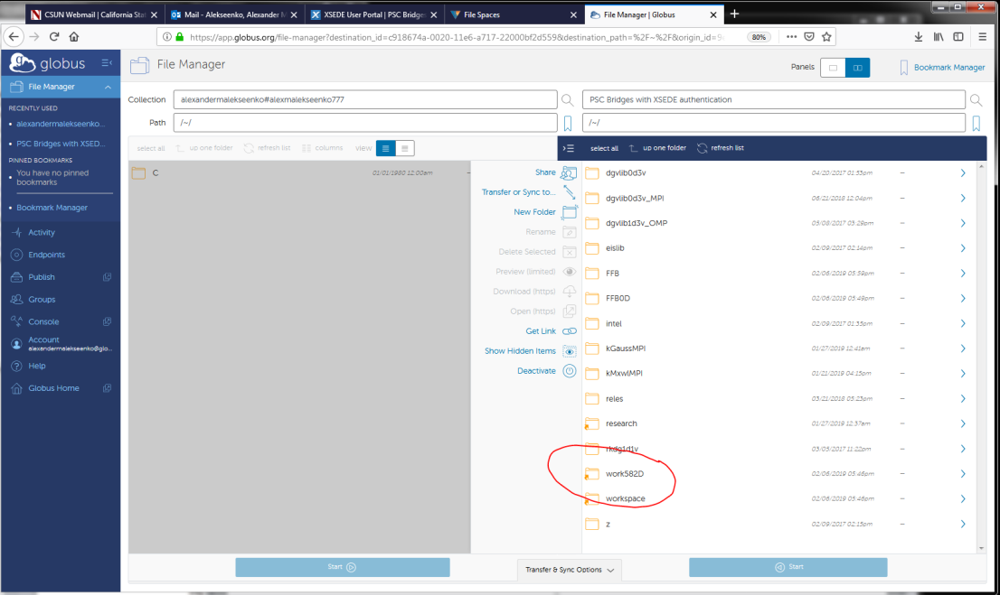 CSUN Webmail | California Stat
Mail - Alekseenko, Alexander M
XSEDE User Portal | PSC Bridges
File Spaces
File Manager | Globus
https://app.globus.org/file-manager?destination_id=c918674a-0020-11e6-a717-22000bf2d559&destination_path=%2F~%2F&origin_id=9
80%
globus
File Manager
Panels
Bookmark Manager
File Manager
RECENTLY USED
alexandermalekseenko...
PSC Bridges with XSED...
PINNED BOOKMARKS
You have no pinned
bookmarks
Bookmark Manager
Activity
Endpoints
Publish
Groups
Console
Account
alexandermalekseenko@glo...
Help
Globus Home
Collection
alexandermalekseenko#alexmalekseenko777
PSC Bridges with XSEDE authentication
Path
/~/
/~/
select all up one folder refresh list columns view
select all up one folder refresh list
C 01/01/1980 12:00am –
Share
Transfer or Sync to...
New Folder
Rename
Delete Selected
Preview (limited)
Download (https)
Open (https)
Get Link
Show Hidden Items
Deactivate
dgvlib0d3v 04/20/2017 01:33pm –
dgvlib0d3v_MPI 06/21/2018 12:04pm –
dgvlib1d3v_OMP 05/08/2017 03:29pm –
eislib 02/09/2017 02:14pm –
FFB 02/06/2019 05:59pm –
FFB0D 02/06/2019 05:49pm –
intel 02/09/2017 01:35pm –
kGaussMPI 01/27/2019 12:41am –
kMxwlMPI 01/21/2019 04:15pm –
reles 03/21/2018 05:23pm –
research 01/27/2019 12:37am –
rkdg1d1v 03/05/2017 11:22pm –
work582D 02/06/2019 05:46pm –
workspace 02/06/2019 05:46pm –
z 02/09/2017 02:15pm –
Start
Transfer & Sync Options
Start